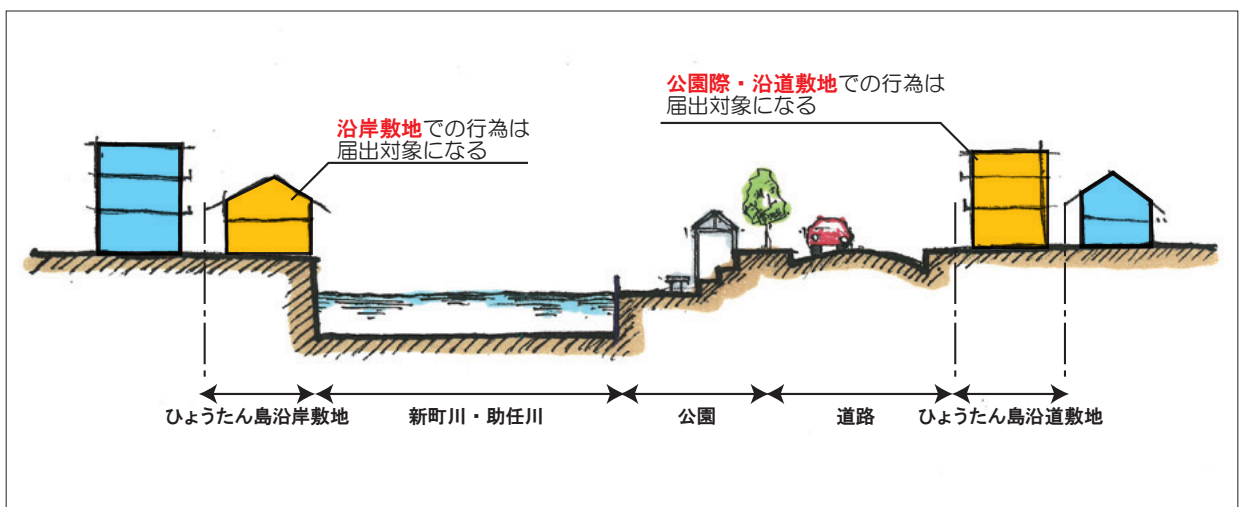 公園際・沿道敷地での行為は
届出対象になる
沿岸敷地での行為は
届出対象になる
ひょうたん島沿岸敷地
新町川・助任川
公園
道路
ひょうたん島沿道敷地